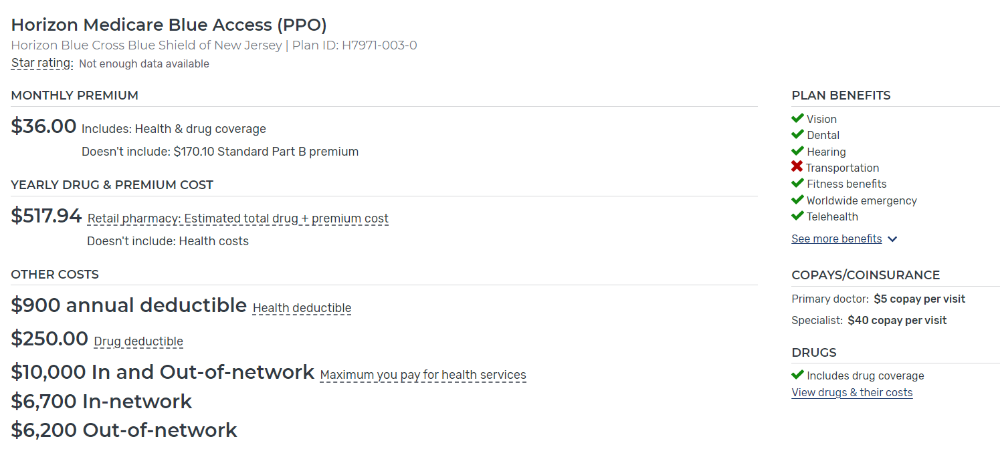 Horizon Medicare Blue Access (PPO)
Horizon Blue Cross Blue Shield of New Jersey | Plan ID: H7971-003-0
Star rating: Not enough data available
MONTHLY PREMIUM
$36.00 Includes: Health & drug coverage
Doesn't include: $170.10 Standard Part B premium
YEARLY DRUG & PREMIUM COST
$517.94 Retail pharmacy: Estimated total drug + premium cost
Doesn't include: Health costs
OTHER COSTS
$900 annual deductible Health deductible
$250.00 Drug deductible
$10,000 In and Out-of-network Maximum you pay for health services
$6,700 In-network
$6,200 Out-of-network
PLAN BENEFITS
Vision
Dental
Hearing
Transportation
Fitness benefits
Worldwide emergency
Telehealth
See more benefits
COPAYS/COINSURANCE
Primary doctor: $5 copay per visit
Specialist: $40 copay per visit
DRUGS
Includes drug coverage
View drugs & their costs